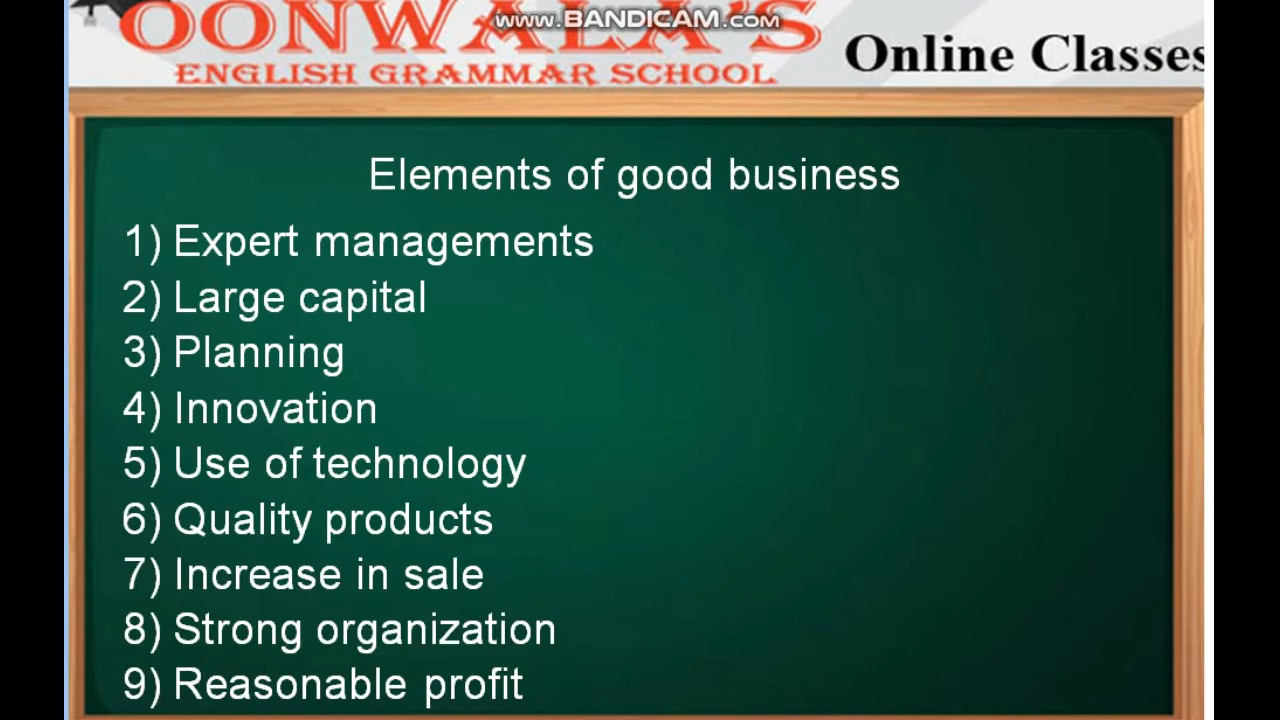 www.BANDICAM.com
OONWALA'S
ENGLISH GRAMMAR SCHOOL
Online Classes
Elements of good business
1) Expert managements
2) Large capital
3) Planning
4) Innovation
5) Use of technology
6) Quality products
7) Increase in sale
8) Strong organization
9) Reasonable profit